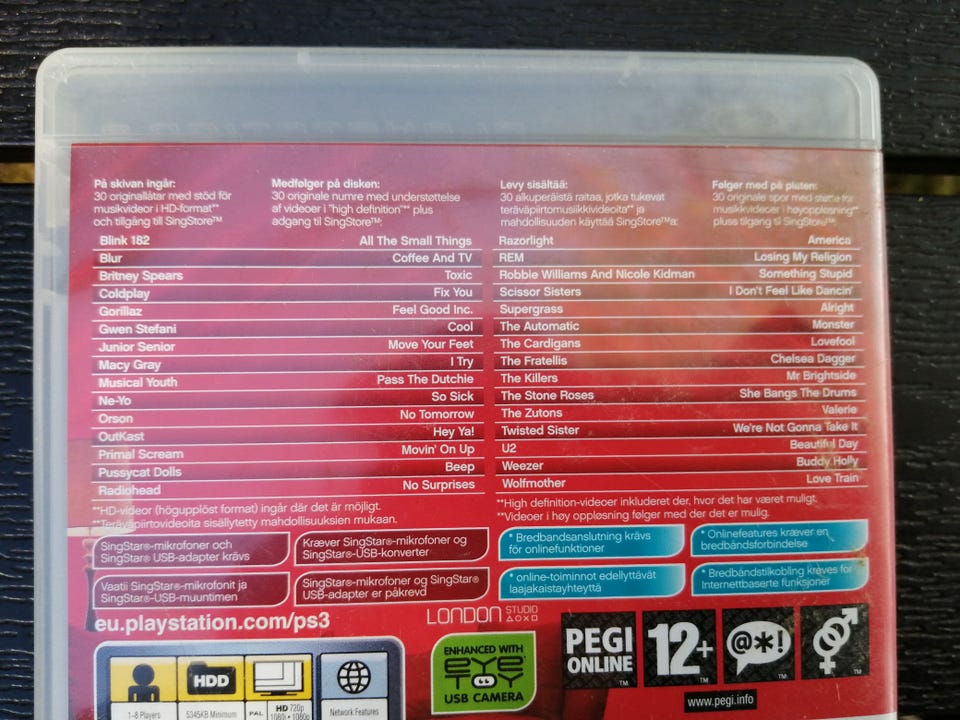 På skivan ingår:
30 originallåtar med stöd för
musikvideor i HD-format**
och tillgång till SingStore™
Medfølger på disken:
30 originale numre med understøttelse
af videoer i "high definition"** plus
adgang til SingStore™:
Levy sisältää:
30 alkuperäistä raitaa, jotka tukevat
teräväpiirtomusiikkivideoita** ja
mahdollisuuden käyttää SingStore™a:
Følger med på platen:
30 originale spor med støtte for
musikkvideoer i høyoppløsning**
pluss tilgang til SingStore™:
Blink 182 All The Small Things
Blur Coffee And TV
Britney Spears Toxic
Coldplay Fix You
Gorillaz Feel Good Inc.
Gwen Stefani Cool
Junior Senior Move Your Feet
Macy Gray I Try
Musical Youth Pass The Dutchie
Ne-Yo So Sick
Orson No Tomorrow
OutKast Hey Ya!
Primal Scream Movin' On Up
Pussycat Dolls Beep
Radiohead No Surprises
Razorlight America
REM Losing My Religion
Robbie Williams And Nicole Kidman Something Stupid
Scissor Sisters I Don't Feel Like Dancin'
Supergrass Alright
The Automatic Monster
The Cardigans Lovefool
The Fratellis Chelsea Dagger
The Killers Mr Brightside
The Stone Roses She Bangs The Drums
The Zutons Valerie
Twisted Sister We're Not Gonna Take It
U2 Beautiful Day
Weezer Buddy Holly
Wolfmother Love Train
**HD-videor (högupplöst format) ingår där det är möjligt.
**Teräväpiirtovideoita sisällytetty mahdollisuuksien mukaan.
**High definition-videoer inkluderet der, hvor det har været muligt.
**Videoer i høy oppløsning følger med der det er mulig.
SingStar®-mikrofoner och
SingStar® USB-adapter krävs
Kræver SingStar®-mikrofoner og
SingStar®-USB-konverter
* Bredbandsanslutning krävs
för onlinefunktioner
* Onlinefeatures kræver en
bredbåndsforbindelse
Vaatii SingStar®-mikrofonit ja
SingStar®-USB-muuntimen
SingStar®-mikrofoner og SingStar®
USB-adapter er påkrevd
* online-toiminnot edellyttävät
laajakaistayhteyttä
* Bredbåndstilkobling kreves for
Internettbaserte funksjoner
eu.playstation.com/ps3
LONDON STUDIO
ENHANCED WITH
EYE
TOY
USB CAMERA
PEGI
ONLINE
™
12+
™
@*!
™
™
www.pegi.info
1-8 Players
HDD
5345KB Minimum
PAL
HD 720p
1080i • 1080p
Network Features